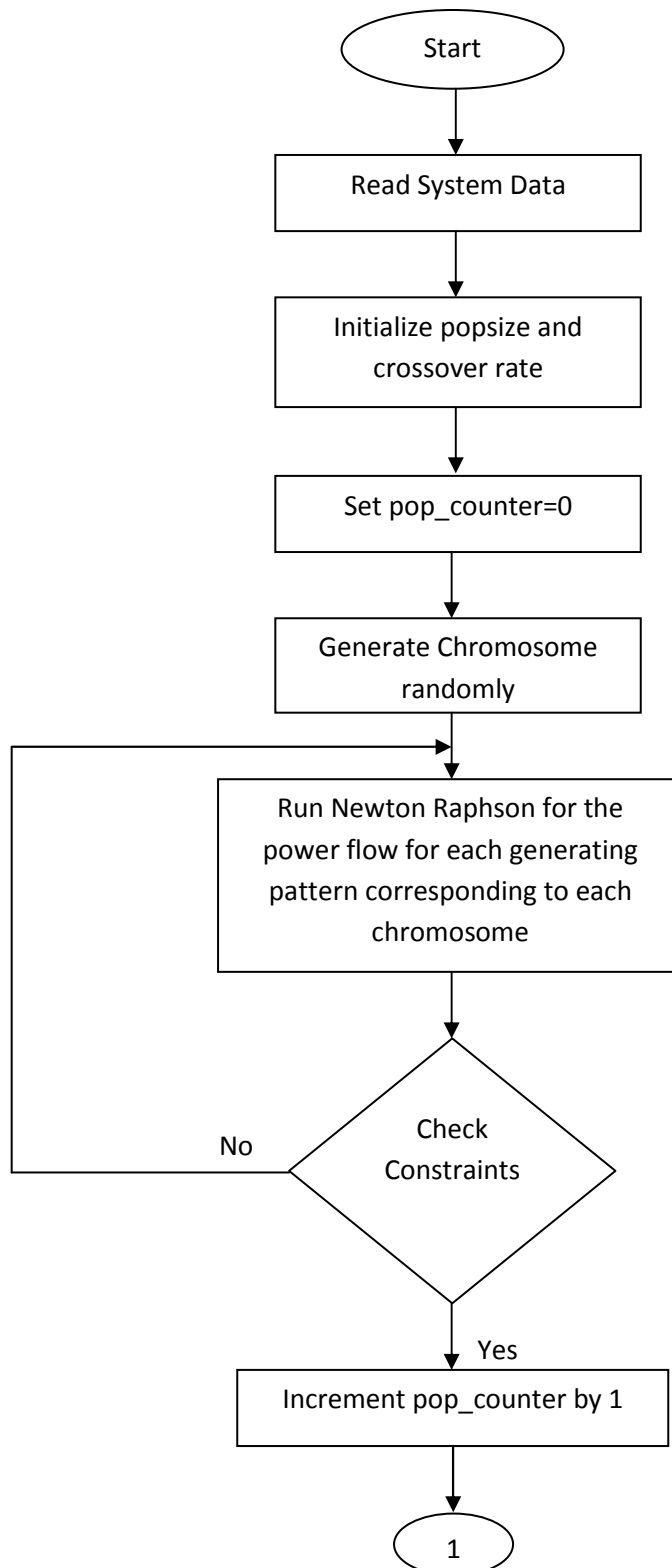 Start
Read System Data
Initialize popsize and
crossover rate
Set pop_counter=0
Generate Chromosome
randomly
Run Newton Raphson for the
power flow for each generating
pattern corresponding to each
chromosome
Check
Constraints
No
Yes
Increment pop_counter by 1
1